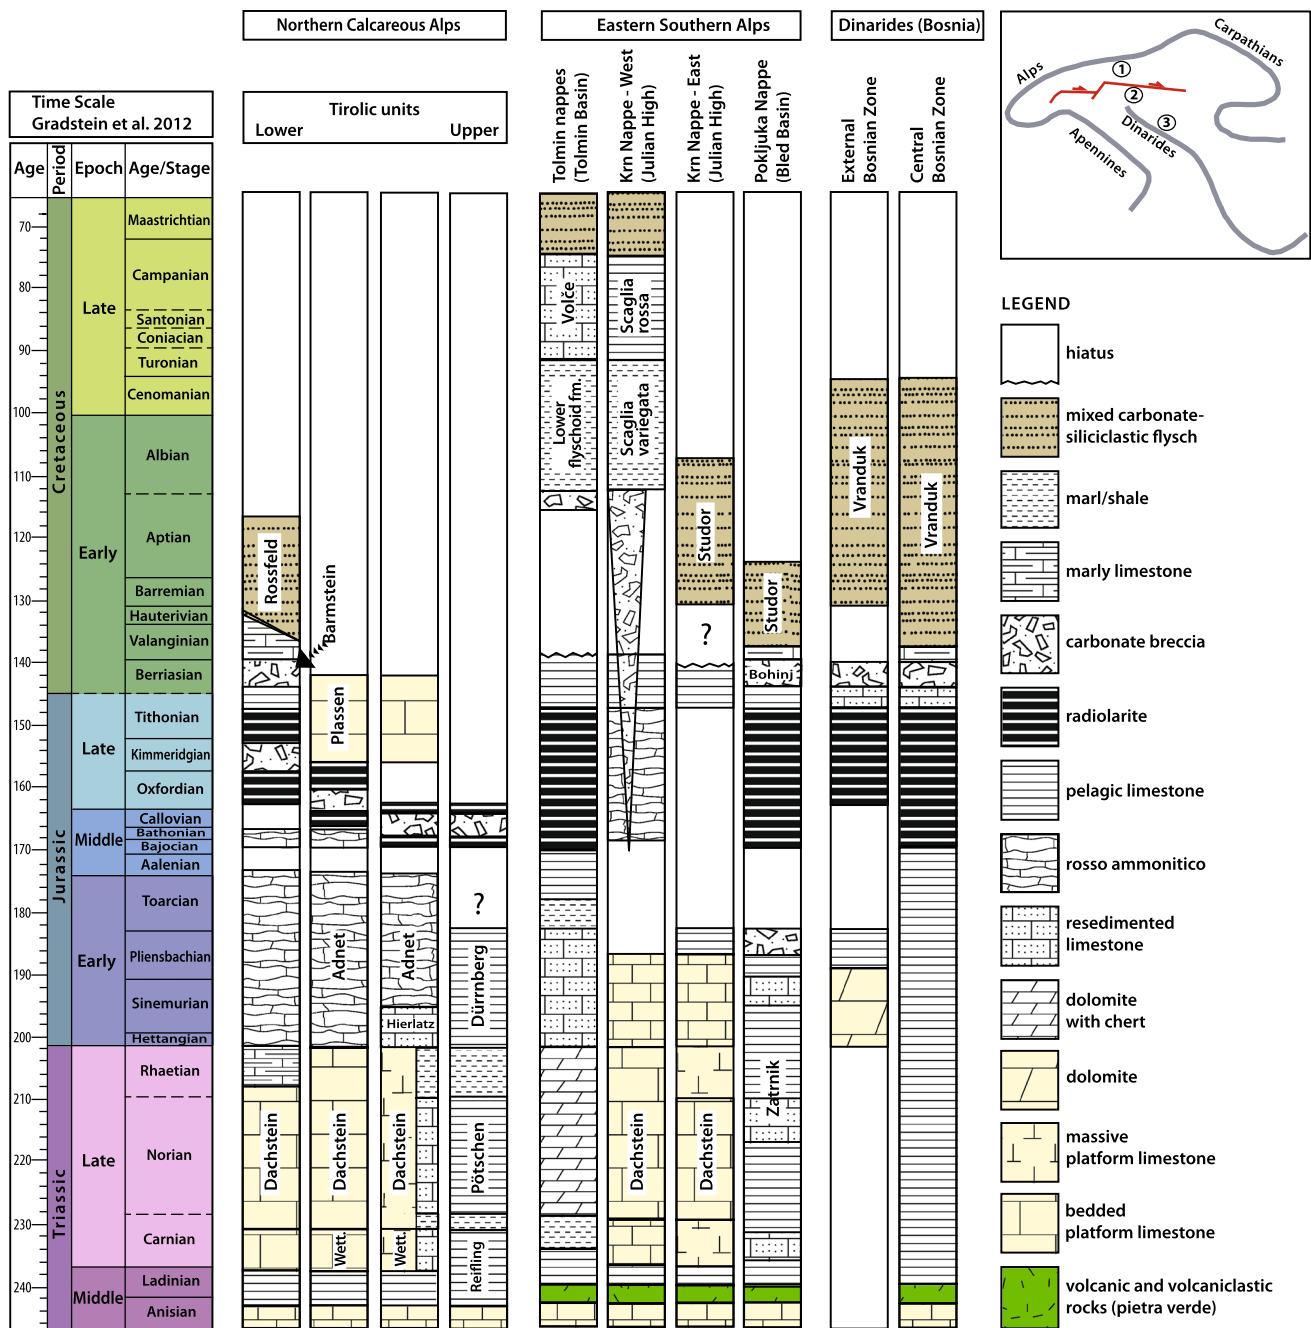 Northern Calcareous Alps
Eastern Southern Alps
Dinarides (Bosnia)
Time Scale
Gradstein et al. 2012
Tirolic units
Lower
Upper
Tolmin nappes
(Tolmin Basin)
Krn Nappe - West
(Julian High)
Krn Nappe - East
(Julian High)
Pokljuka Nappe
(Bled Basin)
External
Bosnian Zone
Central
Bosnian Zone
Alps
Carpathians
Apennines
Dinarides
1
2
3
Age
Period
Epoch
Age/Stage
70
80
90
100
110
120
130
140
150
160
170
180
190
200
210
220
230
240
Cretaceous
Jurassic
Triassic
Late
Early
Late
Middle
Early
Late
Middle
Maastrichtian
Campanian
Santonian
Coniacian
Turonian
Cenomanian
Albian
Aptian
Barremian
Hauterivian
Valanginian
Berriasian
Tithonian
Kimmeridgian
Oxfordian
Callovian
Bathonian
Bajocian
Aalenian
Toarcian
Pliensbachian
Sinemurian
Hettangian
Rhaetian
Norian
Carnian
Ladinian
Anisian
Rossfeld
Dachstein
Barmstein
Plassen
Adnet
Dachstein
Wett.
Adnet
Hierlatz
Dachstein
Wett.
?
Dürrnberg
Pötschen
Reifling
Volče
Lower
flyschoid fm.
Scaglia
rossa
Scaglia
variegata
Dachstein
Studor
?
Dachstein
Studor
Bohinj
Zatrnik
Vranduk
Vranduk
LEGEND
hiatus
mixed carbonate-
siliciclastic flysch
marl/shale
marly limestone
carbonate breccia
radiolarite
pelagic limestone
rosso ammonitico
resedimented
limestone
dolomite
with chert
dolomite
massive
platform limestone
bedded
platform limestone
volcanic and volcaniclastic
rocks (pietra verde)